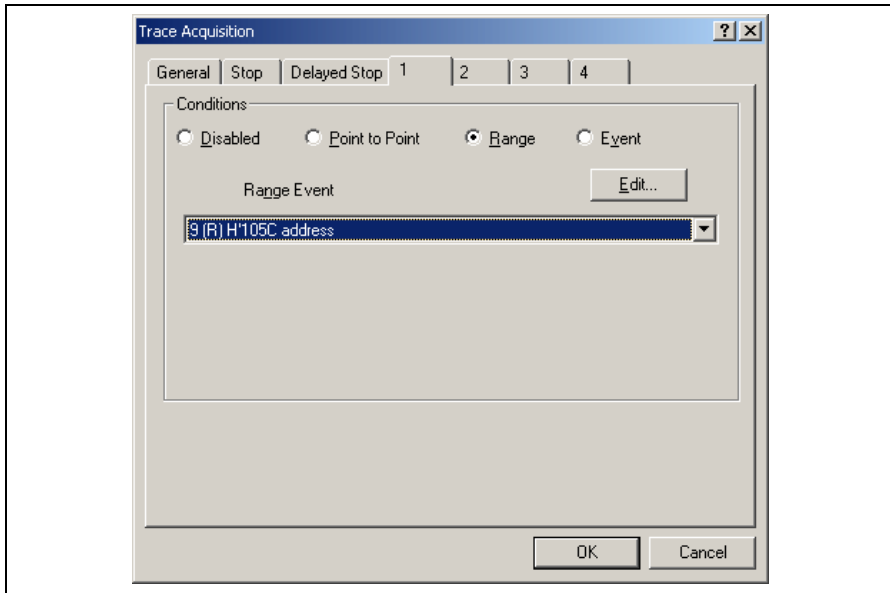 Trace Acquisition
General Stop Delayed Stop 1 2 3 4
Conditions
Disabled Point to Point Range Event
Range Event Edit...
9 (R) H'105C address
OK Cancel